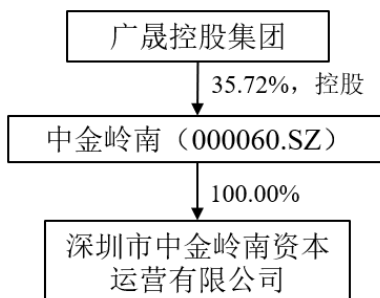 广晟控股集团
35.72%，控股
中金岭南（000060.SZ）
100.00%
深圳市中金岭南资本
运营有限公司